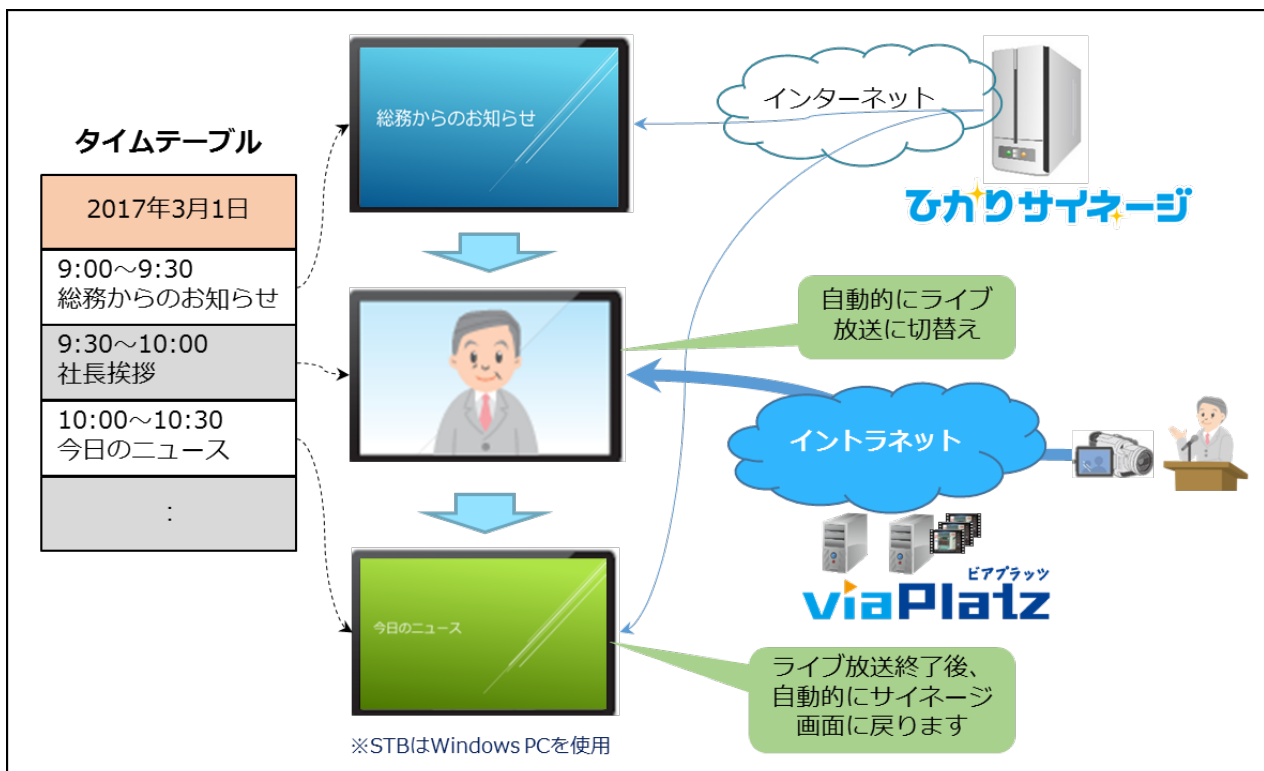 タイムテーブル
2017年3月1日
9:00～9:30
総務からのお知らせ
9:30～10:00
社長挨拶
10:00～10:30
今日のニュース
：
総務からのお知らせ
インターネット
ひかりサイネージ
自動的にライブ
放送に切替え
イントラネット
ビアプラッツ
viaPlatz
今日のニュース
ライブ放送終了後、
自動的にサイネージ
画面に戻ります
※STBはWindows PCを使用